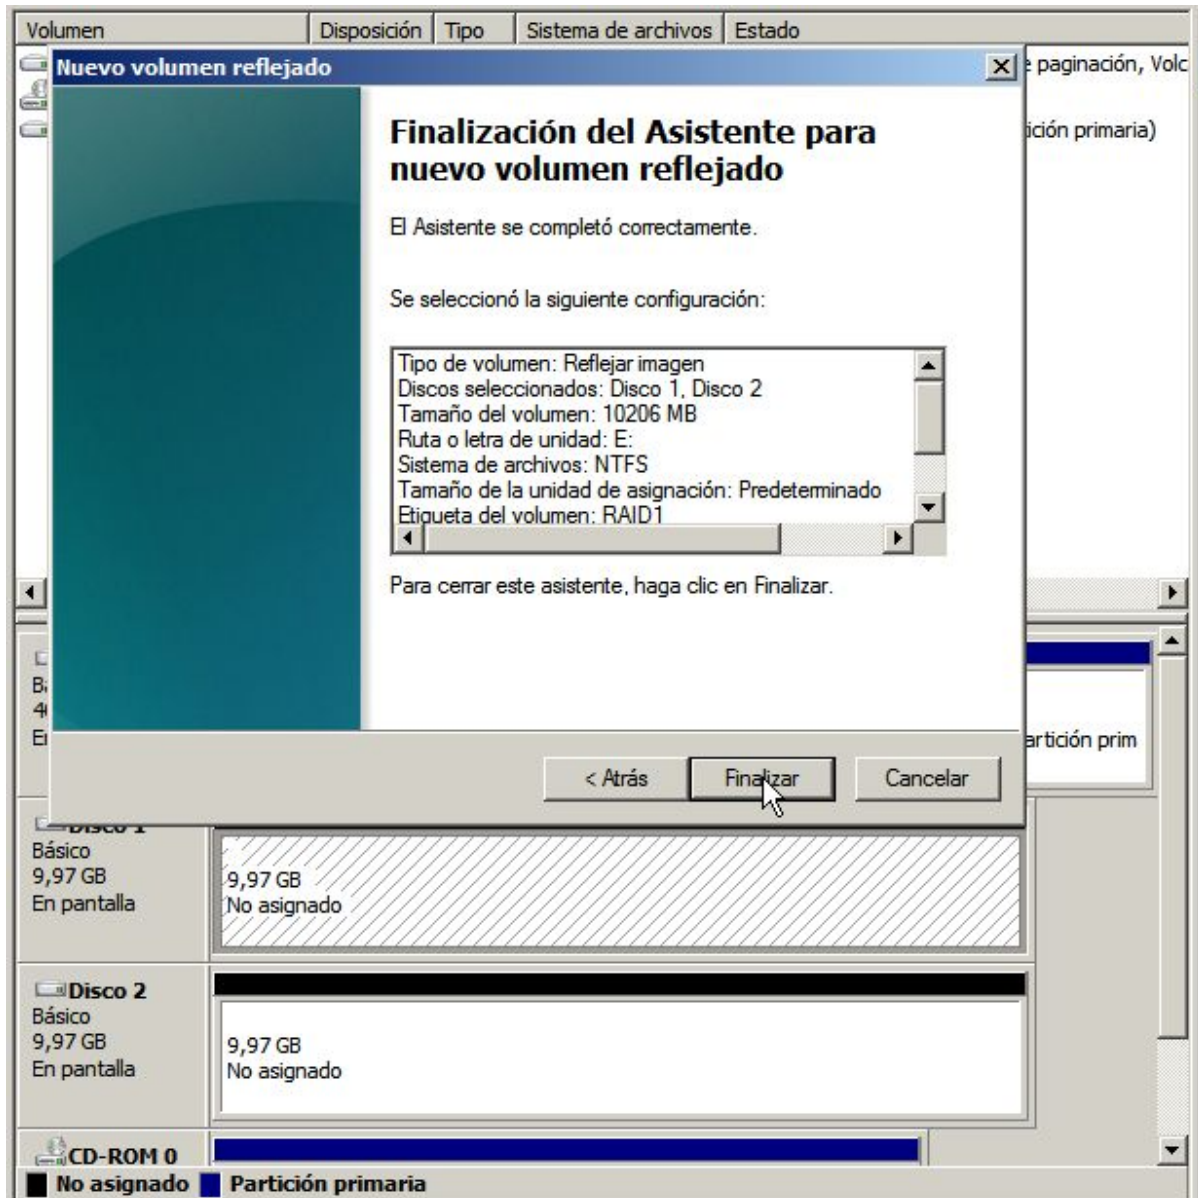 Volumen Disposición Tipo Sistema de archivos Estado
Nuevo volumen reflejado
paginación, Volc
ición primaria)
Finalización del Asistente para
nuevo volumen reflejado
El Asistente se completó correctamente.
Se seleccionó la siguiente configuración:
Tipo de volumen: Reflejar imagen
Discos seleccionados: Disco 1, Disco 2
Tamaño del volumen: 10206 MB
Ruta o letra de unidad: E:
Sistema de archivos: NTFS
Tamaño de la unidad de asignación: Predeterminado
Etiqueta del volumen: RAID1
Para cerrar este asistente, haga clic en Finalizar.
artición prim
< Atrás Finalizar Cancelar
Disco 1
Básico
9,97 GB
En pantalla
9,97 GB
No asignado
Disco 2
Básico
9,97 GB
En pantalla
9,97 GB
No asignado
CD-ROM 0
No asignado Partición primaria